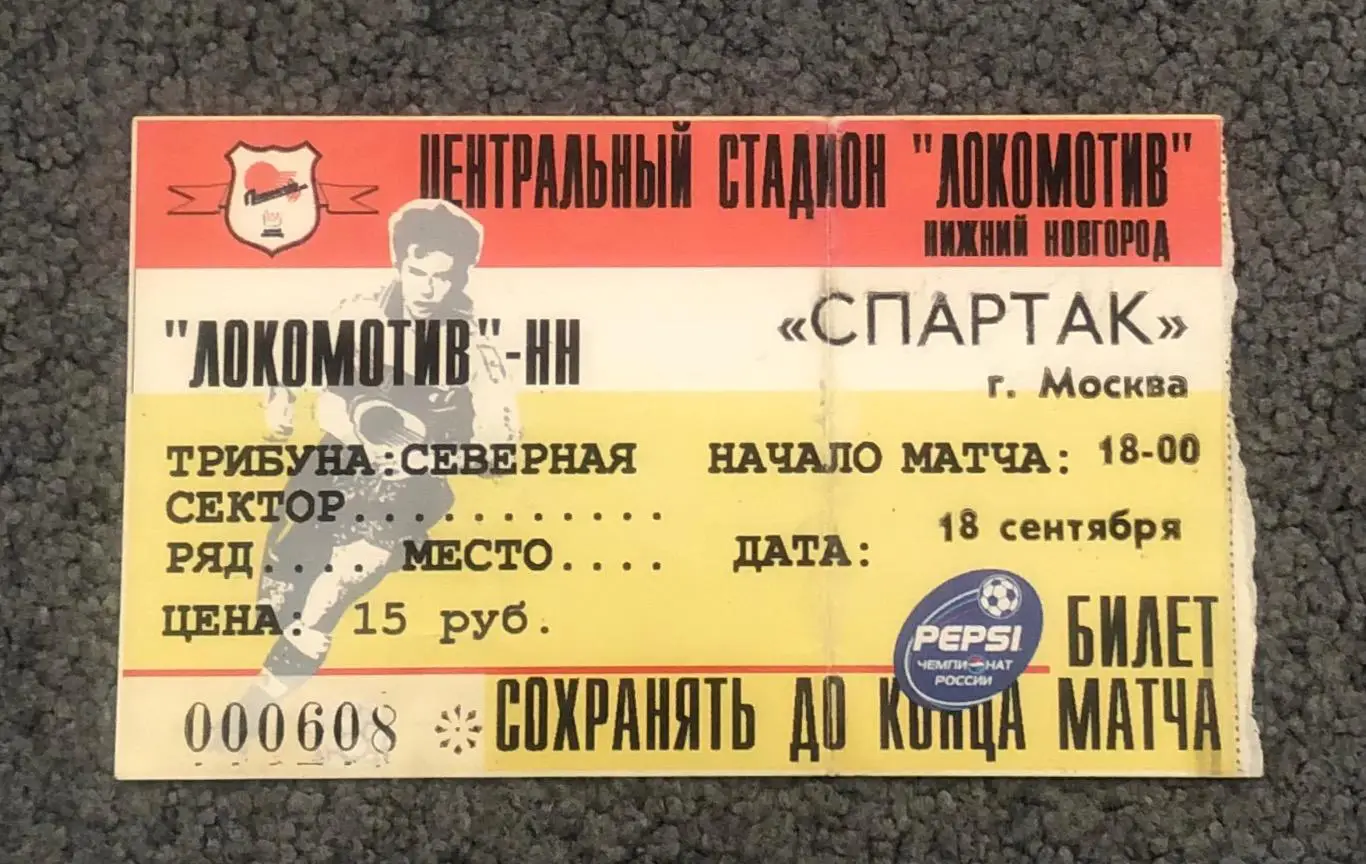 ЦЕНТРАЛЬНЫЙ СТАДИОН "ЛОКОМОТИВ"
НИЖНИЙ НОВГОРОД
"ЛОКОМОТИВ"-НН
«СПАРТАК»
г. Москва
ТРИБУНА:СЕВЕРНАЯ
СЕКТОР............
РЯД.... МЕСТО....
ЦЕНА: 15 руб.
НАЧАЛО МАТЧА: 18-00
ДАТА: 18 сентября
PEPSI
ЧЕМПИОНАТ
РОССИИ
БИЛЕТ
СОХРАНЯТЬ ДО КОНЦА МАТЧА
000608